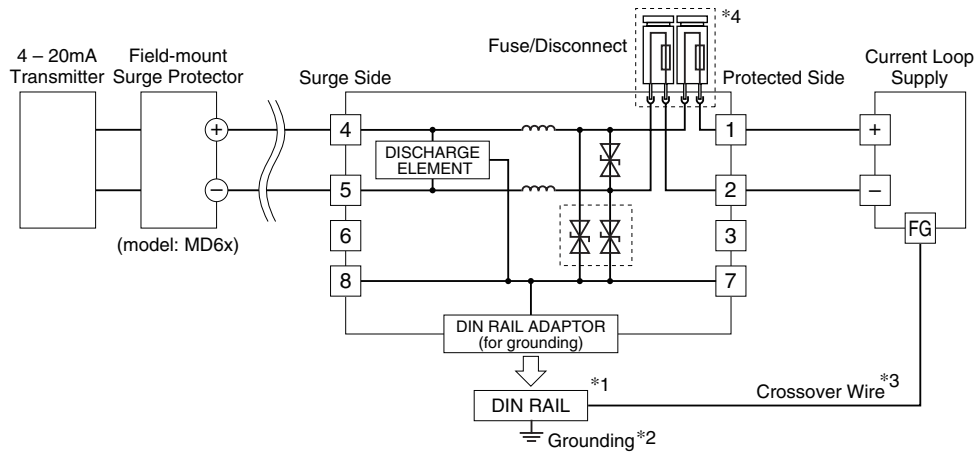 *4
Fuse/Disconnect
4 – 20mA
Transmitter
Field-mount
Surge Protector
Surge Side
Protected Side
Current Loop
Supply
+
4
1
+
DISCHARGE
ELEMENT
–
5
2
–
6
3
FG
(model: MD6x)
8
7
DIN RAIL ADAPTOR
(for grounding)
*1
DIN RAIL
Crossover Wire*3
Grounding*2